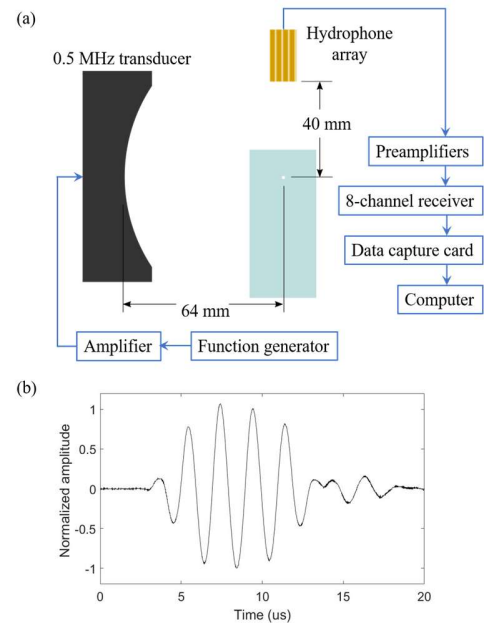 (a)
0.5 MHz transducer
Hydrophone
array
40 mm
Preamplifiers
8-channel receiver
Data capture card
Computer
64 mm
Amplifier
Function generator
(b)
Normalized amplitude
1
0.5
0
-0.5
-1
0
5
10
15
20
Time (us)